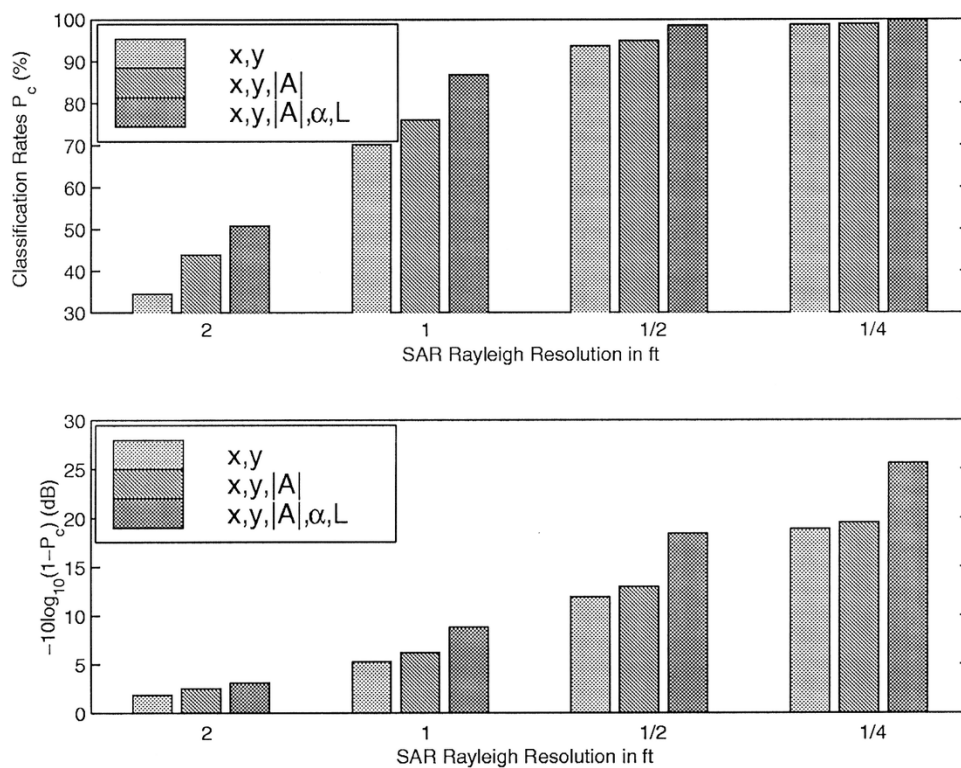 Classification Rates P_c (%)
100
90
80
70
60
50
40
30
x,y
x,y,|A|
x,y,|A|,α,L
2 1 1/2 1/4
SAR Rayleigh Resolution in ft
−10log10(1−P_c) (dB)
30
25
20
15
10
5
0
x,y
x,y,|A|
x,y,|A|,α,L
2 1 1/2 1/4
SAR Rayleigh Resolution in ft